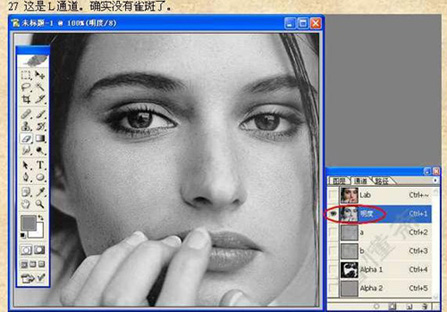 27 这是L通道。确实没有雀斑了。
未标题-1 @ 100%(明度/8)
图层 通道 路径
Lab Ctrl+~
明度 Ctrl+1
a Ctrl+2
b Ctrl+3
Alpha 1 Ctrl+4
Alpha 2 Ctrl+5